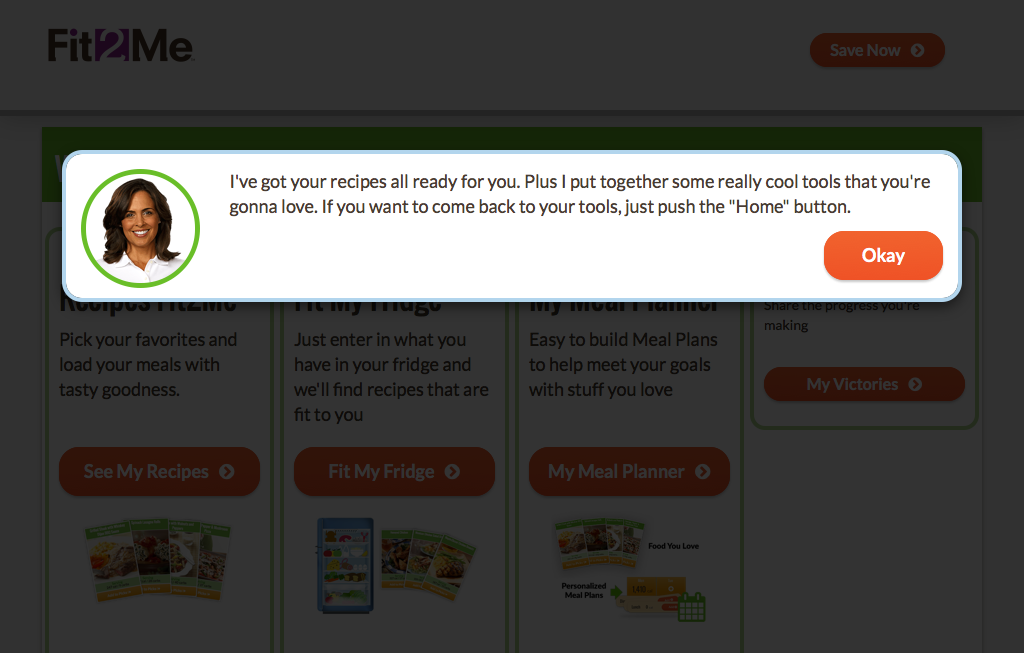 Fit2Me
Save Now
I've got your recipes all ready for you. Plus I put together some really cool tools that you're
gonna love. If you want to come back to your tools, just push the "Home" button.
Okay
Recipes Fit2Me
Fit My Fridge
My Meal Planner
Share the progress you're
making
Pick your favorites and
load your meals with
tasty goodness.
Just enter in what you
have in your fridge and
we'll find recipes that are
fit to you
Easy to build Meal Plans
to help meet your goals
with stuff you love
My Victories
See My Recipes
Fit My Fridge
My Meal Planner
Food You Love
Personalized
Meal Plans